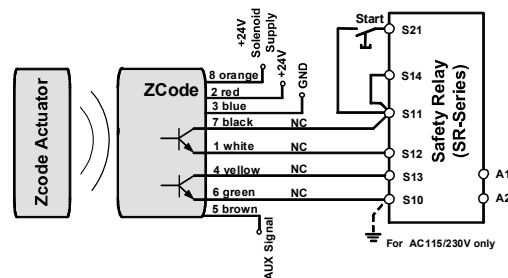 +24V
Solenoid
Supply
+24V
GND
Start
Zcode Actuator
ZCode
8 orange
2 red
3 blue
7 black NC
1 white NC
4 yellow NC
6 green NC
5 brown
AUX Signal
S21
S14
S11
S12
S13
S10
Safety Relay
(SR-Series)
A1
A2
For AC115/230V only